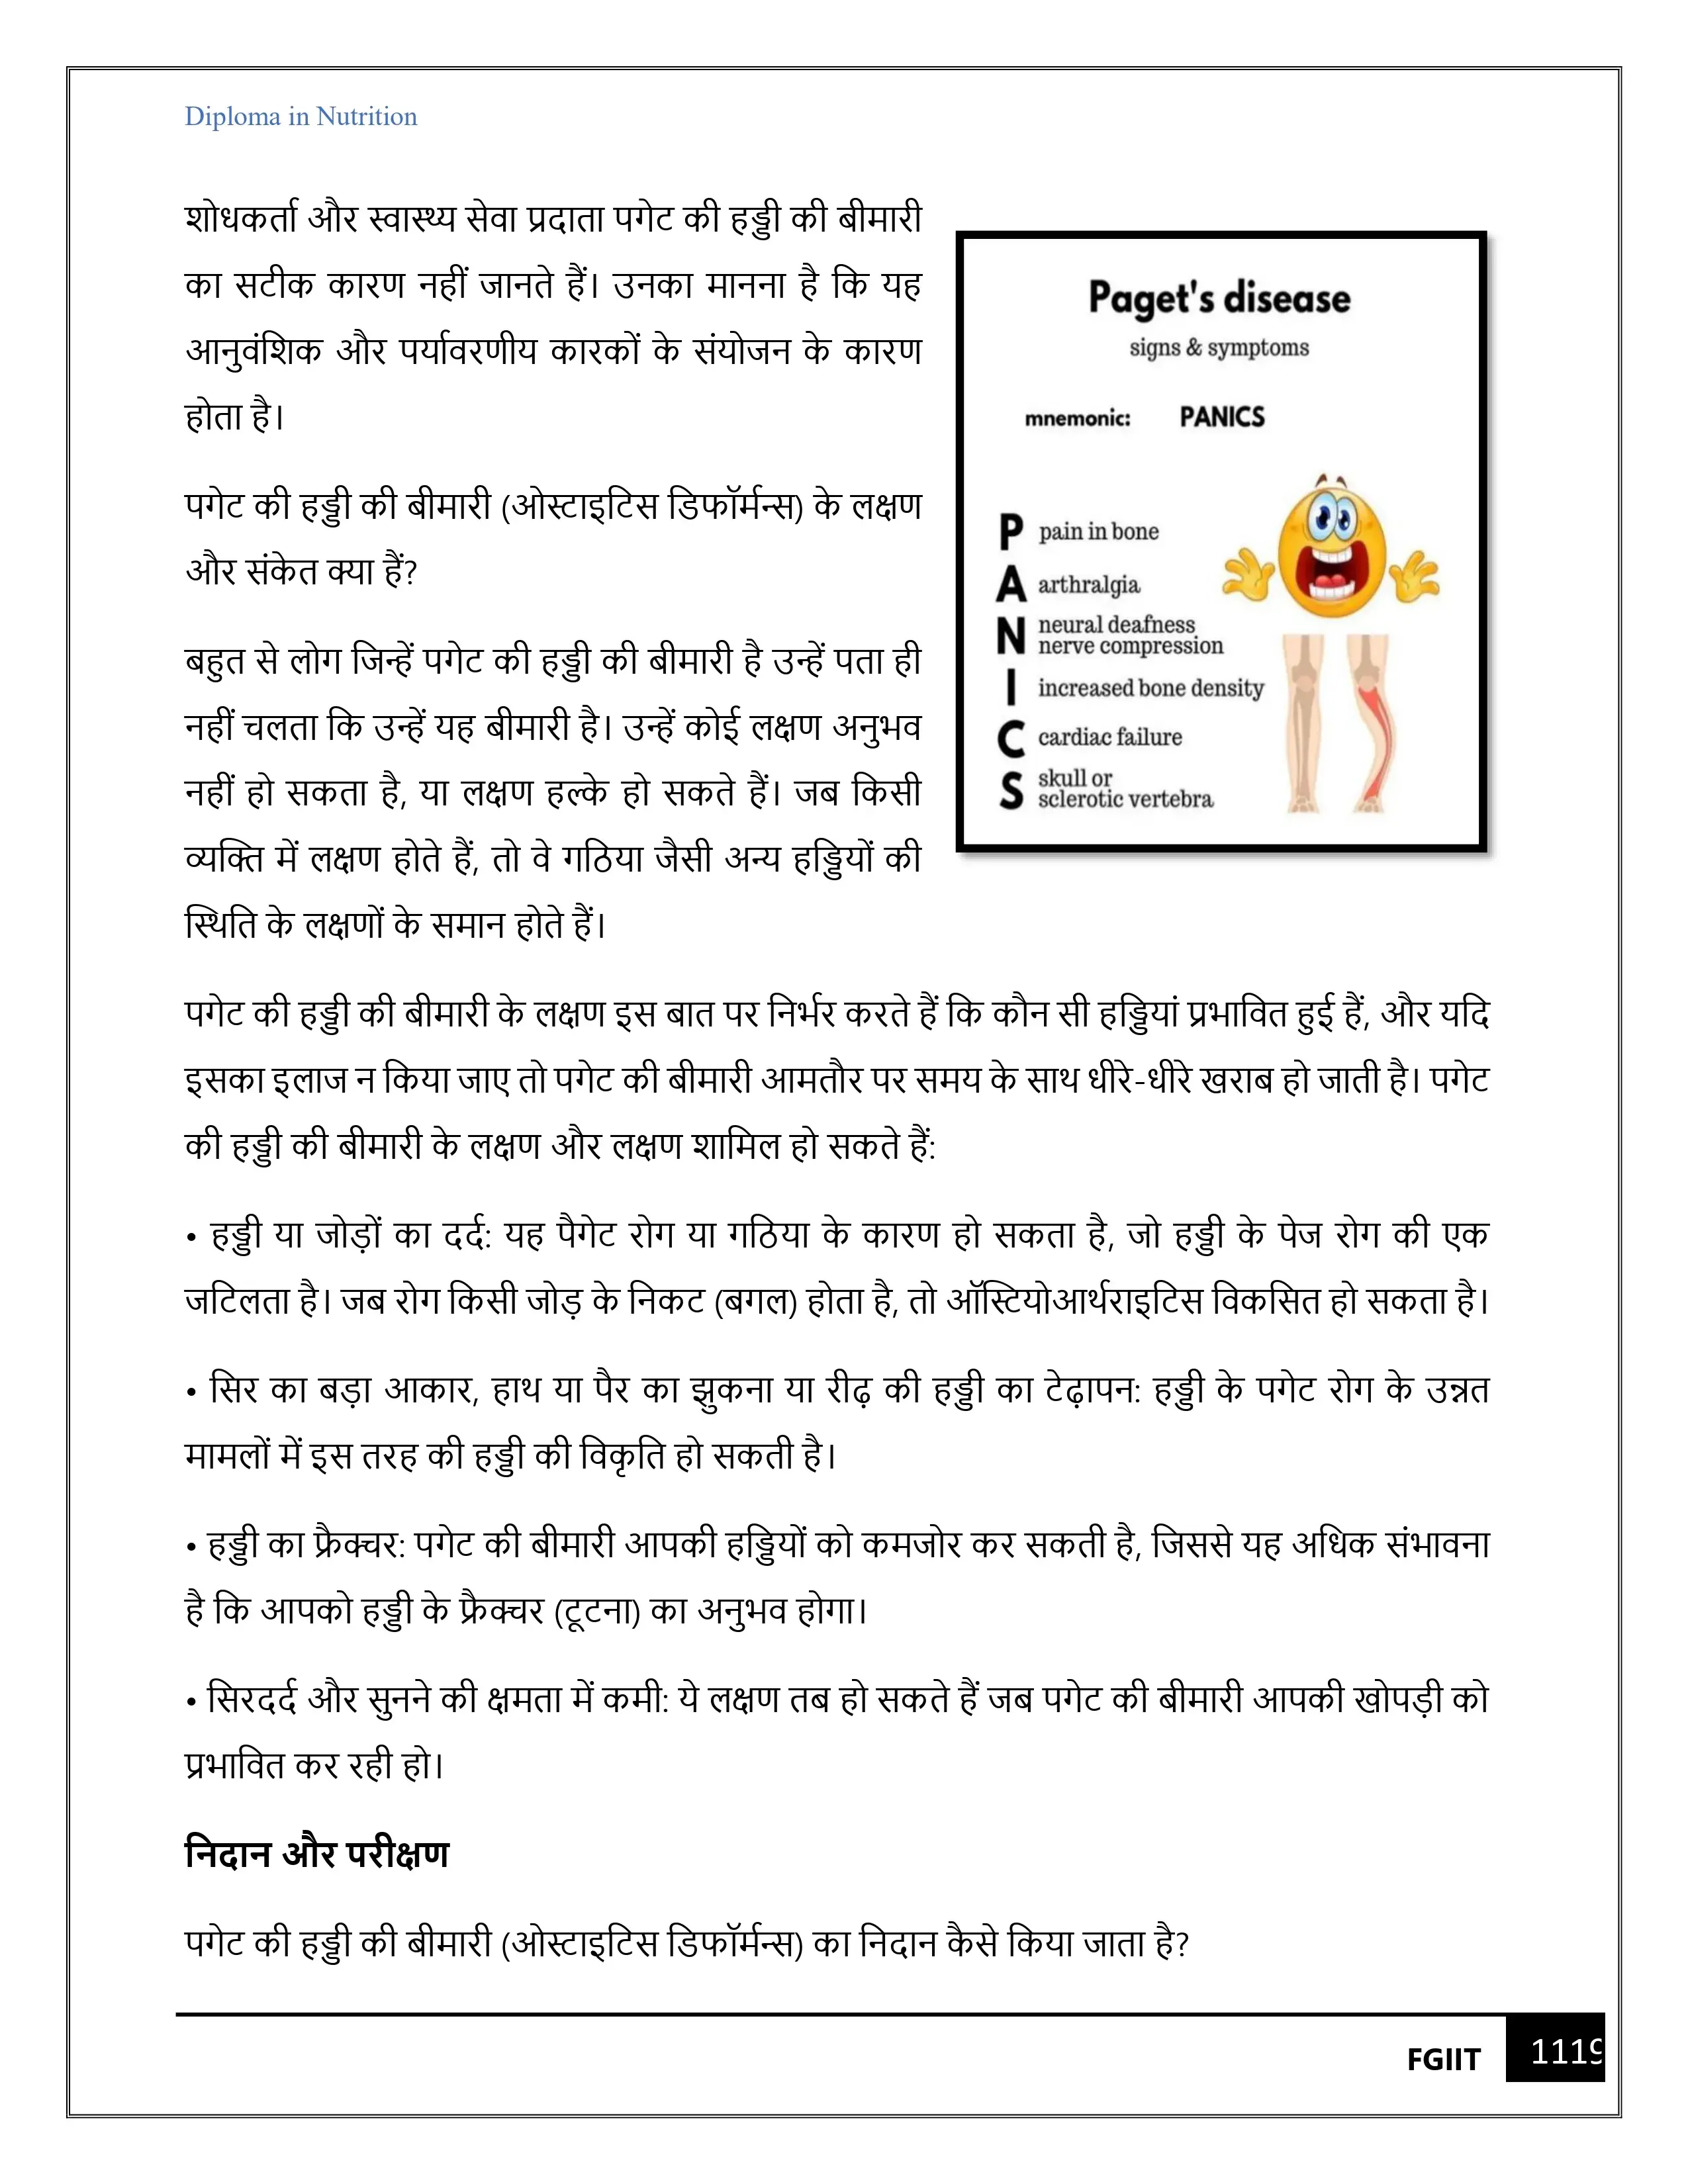 Diploma in Nutrition
शोधकर्ता और स्वास्थ्य सेवा प्रदाता पगेट की हड्डी की बीमारी
का सटीक कारण नहीं जानते हैं। उनका मानना है कि यह
आनुवंशिक और पर्यावरणीय कारकों के संयोजन के कारण
होता है।
पगेट की हड्डी की बीमारी (ओस्टाइटिस डिफॉर्मन्स) के लक्षण
और संकेत क्या हैं?
बहुत से लोग जिन्हें पगेट की हड्डी की बीमारी है उन्हें पता ही
नहीं चलता कि उन्हें यह बीमारी है। उन्हें कोई लक्षण अनुभव
नहीं हो सकता है, या लक्षण हल्के हो सकते हैं। जब किसी
व्यक्ति में लक्षण होते हैं, तो वे गठिया जैसी अन्य हड्डियों की
स्थिति के लक्षणों के समान होते हैं।
Paget's disease
signs & symptoms
mnemonic: PANICS
P pain in bone
A arthralgia
N neural deafness
nerve compression
I increased bone density
C cardiac failure
S skull or
sclerotic vertebra
पगेट की हड्डी की बीमारी के लक्षण इस बात पर निर्भर करते हैं कि कौन सी हड्डियां प्रभावित हुई हैं, और यदि
इसका इलाज न किया जाए तो पगेट की बीमारी आमतौर पर समय के साथ धीरे-धीरे खराब हो जाती है। पगेट
की हड्डी की बीमारी के लक्षण और लक्षण शामिल हो सकते हैं:
• हड्डी या जोड़ों का दर्द: यह पैगेट रोग या गठिया के कारण हो सकता है, जो हड्डी के पेज रोग की एक
जटिलता है। जब रोग किसी जोड़ के निकट (बगल) होता है, तो ऑस्टियोआर्थराइटिस विकसित हो सकता है।
• सिर का बड़ा आकार, हाथ या पैर का झुकना या रीढ़ की हड्डी का टेढ़ापन: हड्डी के पगेट रोग के उन्नत
मामलों में इस तरह की हड्डी की विकृति हो सकती है।
• हड्डी का फ्रैक्चर: पगेट की बीमारी आपकी हड्डियों को कमजोर कर सकती है, जिससे यह अधिक संभावना
है कि आपको हड्डी के फ्रैक्चर (टूटना) का अनुभव होगा।
• सिरदर्द और सुनने की क्षमता में कमी: ये लक्षण तब हो सकते हैं जब पगेट की बीमारी आपकी खोपड़ी को
प्रभावित कर रही हो।
निदान और परीक्षण
पगेट की हड्डी की बीमारी (ओस्टाइटिस डिफॉर्मन्स) का निदान कैसे किया जाता है?
FGIIT 1119